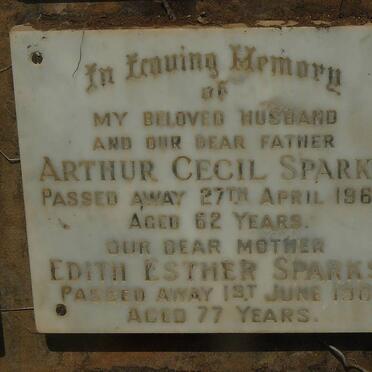 In Loving Memory
of
MY BELOVED HUSBAND
AND OUR DEAR FATHER
ARTHUR CECIL SPARK
PASSED AWAY 27TH APRIL 196
AGED 62 YEARS.
OUR DEAR MOTHER
EDITH ESTHER SPARKS
PASSED AWAY 1ST JUNE
AGED 77 YEARS.